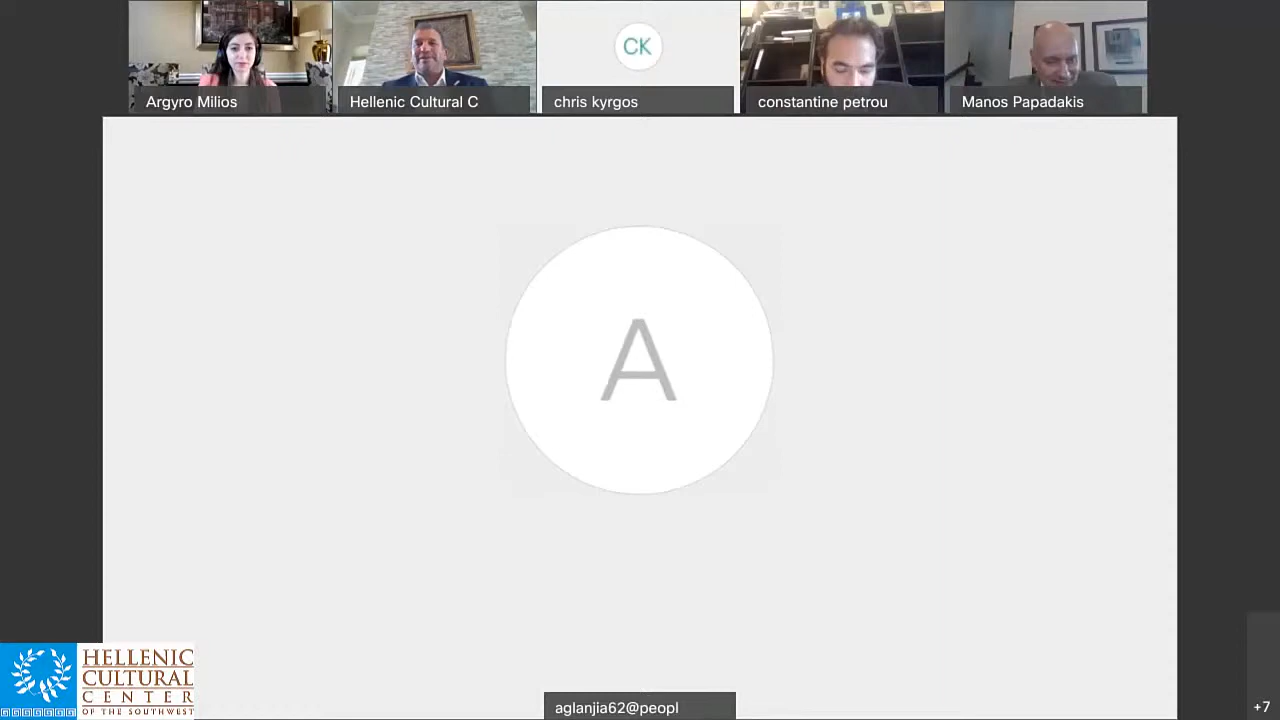 CK
Argyro Milios
Hellenic Cultural C
chris kyrgos
constantine petrou
Manos Papadakis
A
HELLENIC
CULTURAL
CENTER
OF THE SOUTHWEST
aglanjia62@peopl
+7